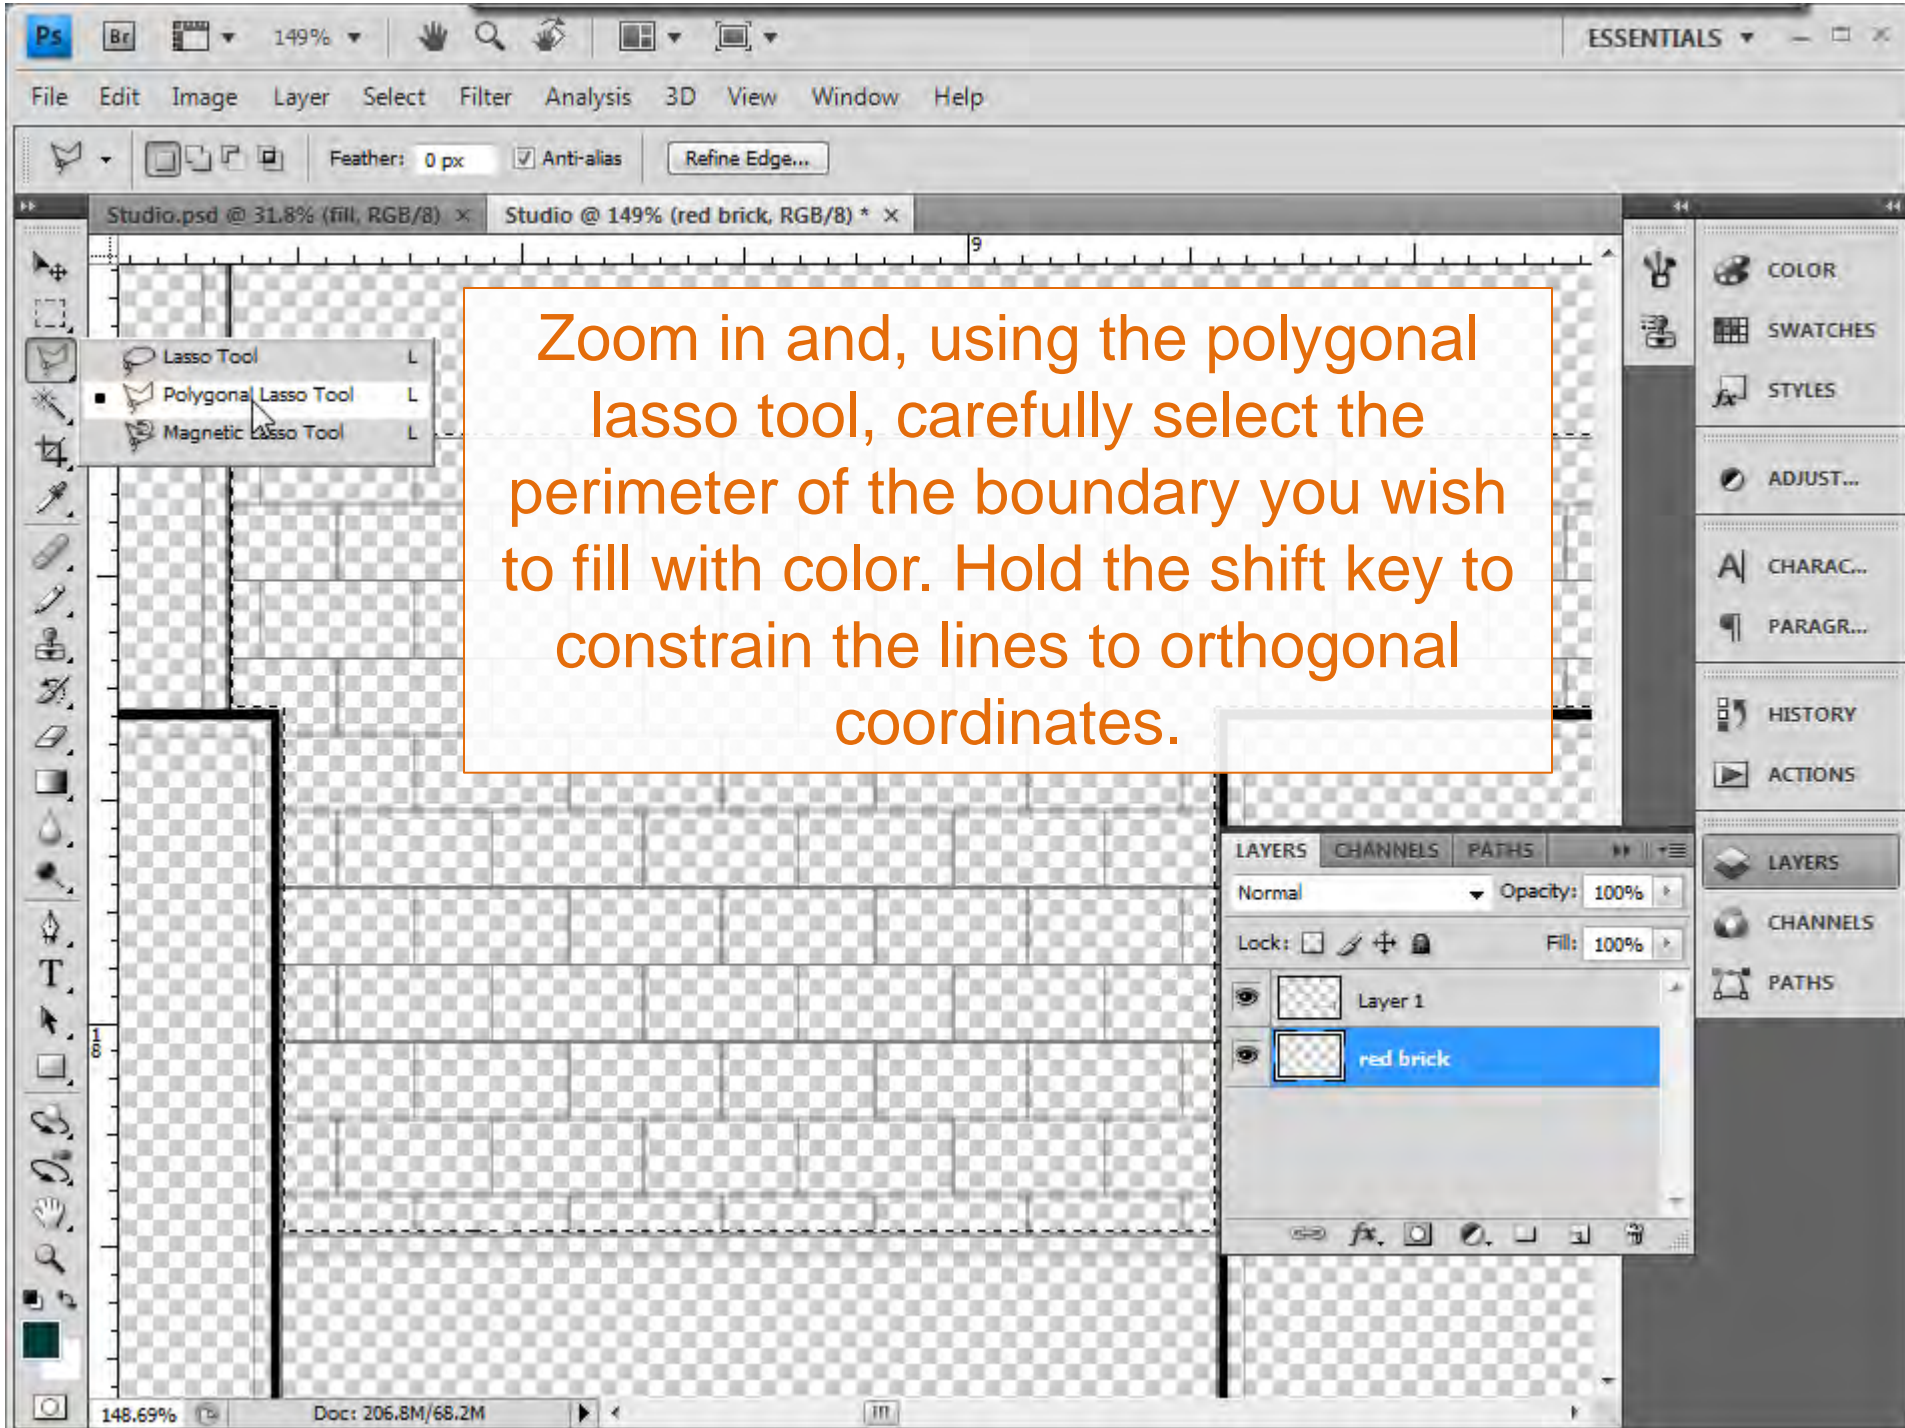 Ps Br 149% ESSENTIALS
File Edit Image Layer Select Filter Analysis 3D View Window Help
Feather: 0 px Anti-alias Refine Edge...
Studio.psd @ 31.8% (fill, RGB/8) × Studio @ 149% (red brick, RGB/8) * ×
9
Lasso Tool L
Polygonal Lasso Tool L
Magnetic Lasso Tool L
Zoom in and, using the polygonal
lasso tool, carefully select the
perimeter of the boundary you wish
to fill with color. Hold the shift key to
constrain the lines to orthogonal
coordinates.
COLOR
SWATCHES
STYLES
ADJUST...
CHARAC...
PARAGR...
HISTORY
ACTIONS
LAYERS
CHANNELS
PATHS
LAYERS CHANNELS PATHS
Normal Opacity: 100%
Lock: Fill: 100%
Layer 1
red brick
1
8
148.69% Doc: 206.8M/68.2M